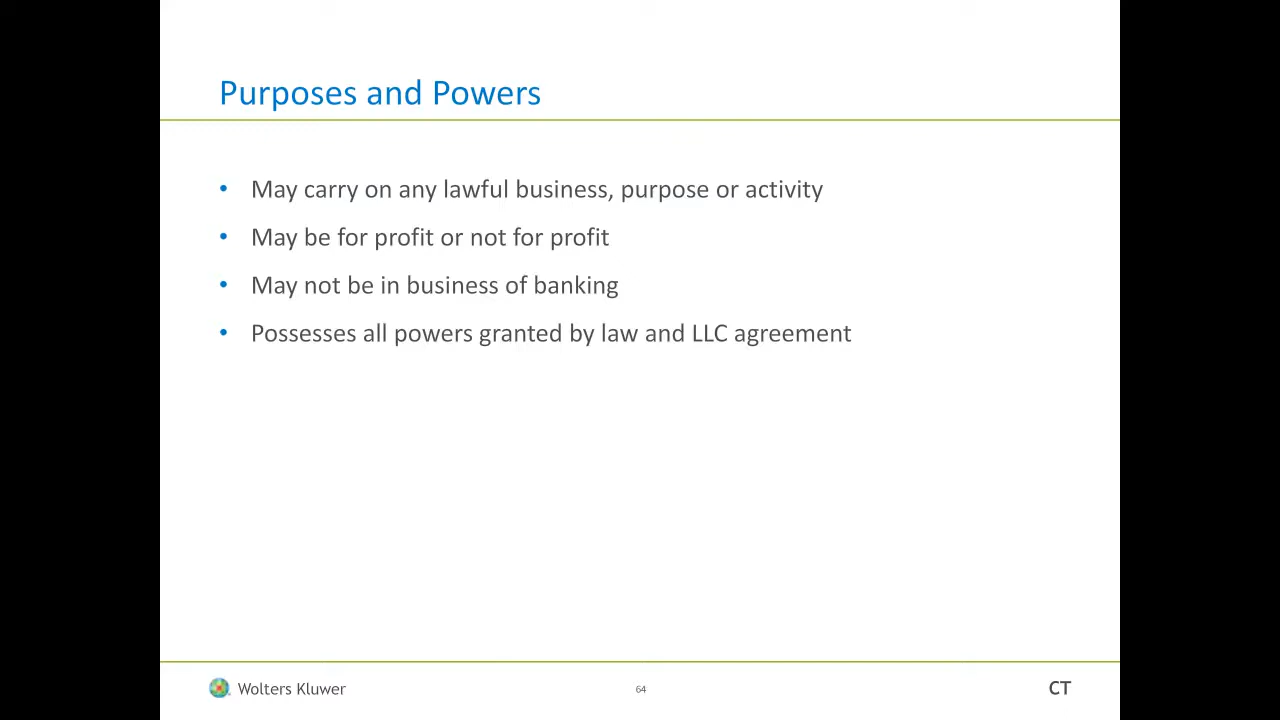 Purposes and Powers
• May carry on any lawful business, purpose or activity
• May be for profit or not for profit
• May not be in business of banking
• Possesses all powers granted by law and LLC agreement
Wolters Kluwer
64
CT